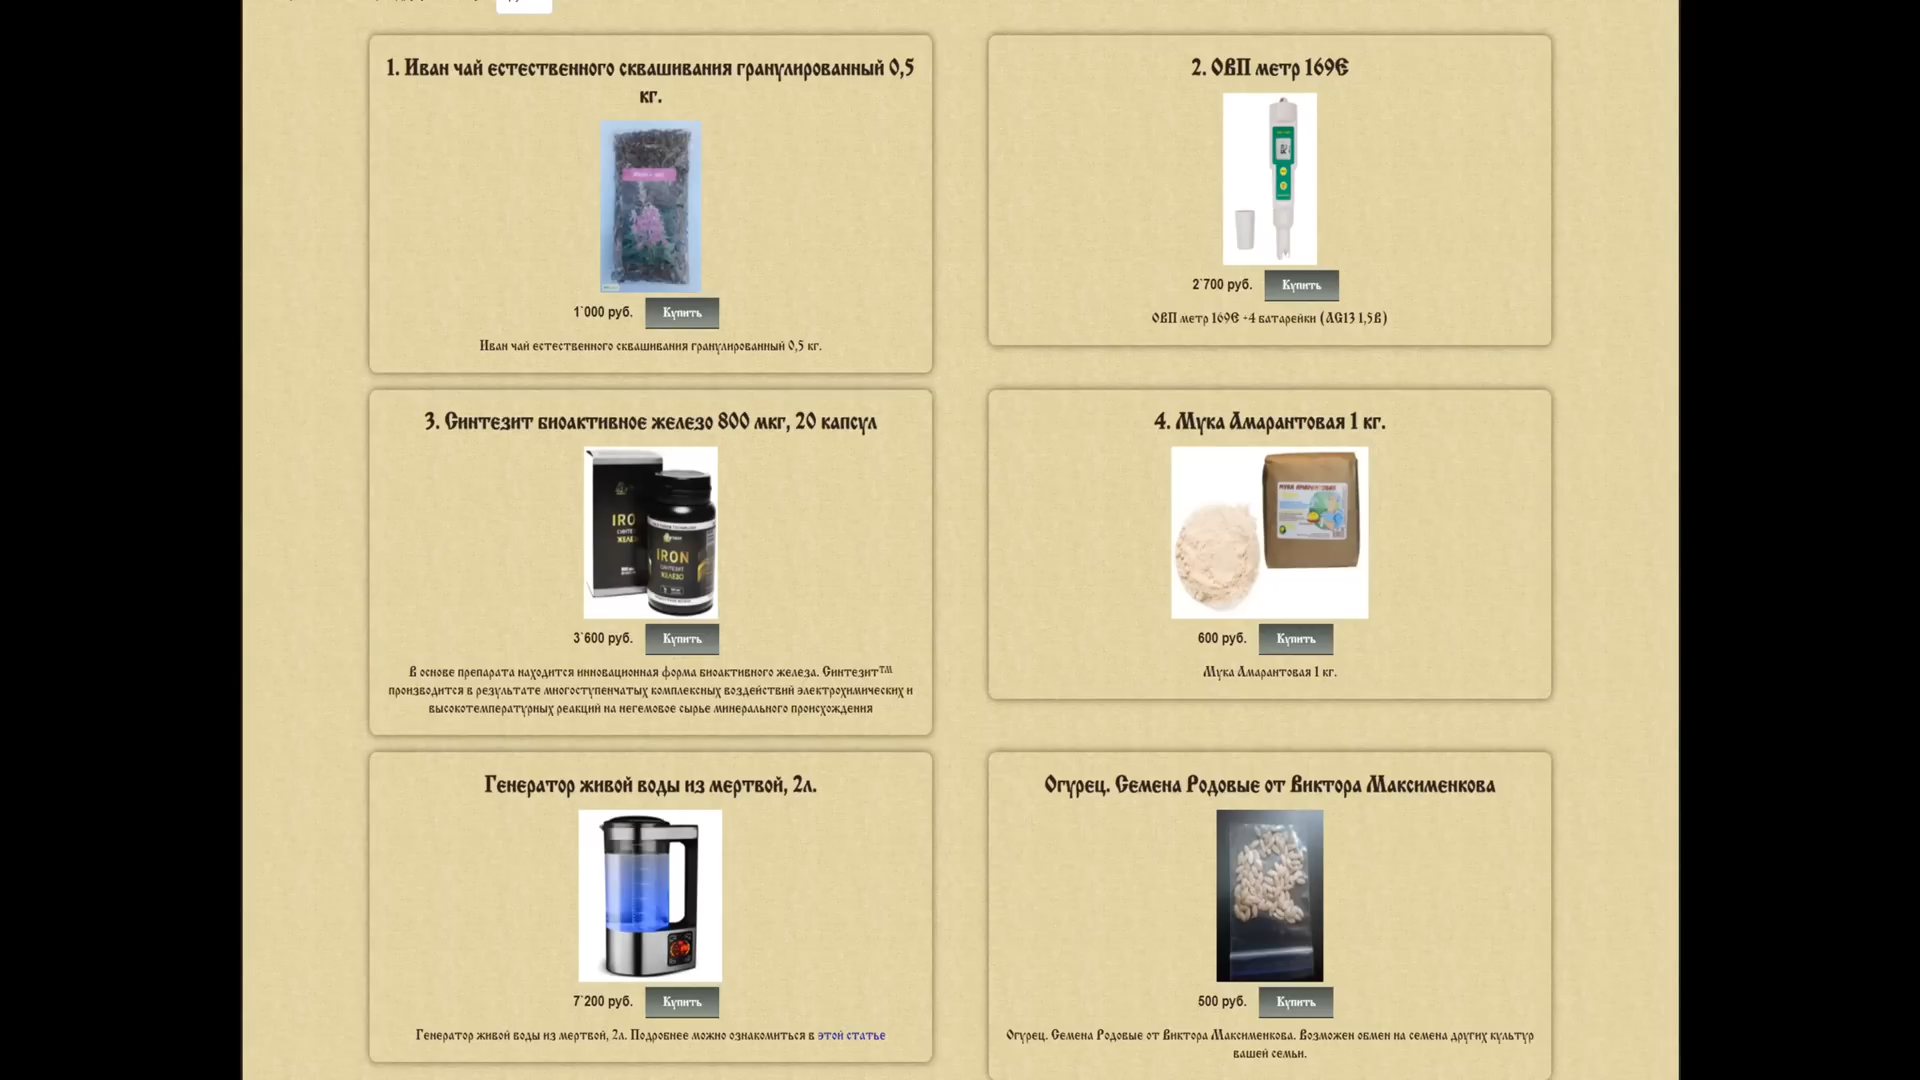 1. Иван чай естественного сквашивания гранулированный 0,5
кг.
1`000 руб. Купить
Иван чай естественного сквашивания гранулированный 0,5 кг.
2. ОВП метр 169Е
2`700 руб. Купить
ОВП метр 169Е +4 батарейки (AG13 1,5В)
3. Синтезит биоактивное железо 800 мкг, 20 капсул
IRON
СИНТЕЗИТ
ЖЕЛЕЗО
3`600 руб. Купить
В основе препарата находится инновационная форма биоактивного железа. Синтезит™
производится в результате многоступенчатых комплексных воздействий электрохимических и
высокотемпературных реакций на негемовое сырье минерального происхождения
4. Мука Амарантовая 1 кг.
МУКА АМАРАНТОВАЯ
600 руб. Купить
Мука Амарантовая 1 кг.
Генератор живой воды из мертвой, 2л.
7`200 руб. Купить
Генератор живой воды из мертвой, 2л. Подробнее можно ознакомиться в этой статье
Огурец. Семена Родовые от Виктора Максименкова
500 руб. Купить
Огурец. Семена Родовые от Виктора Максименкова. Возможен обмен на семена других культур
вашей семьи.